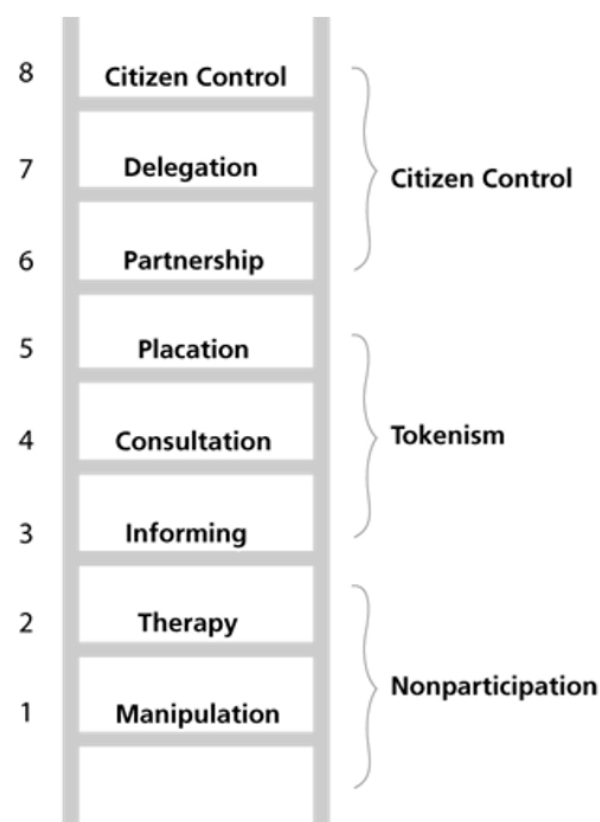 8 Citizen Control
7 Delegation
Citizen Control
6 Partnership
5 Placation
4 Consultation
Tokenism
3 Informing
2 Therapy
Nonparticipation
1 Manipulation